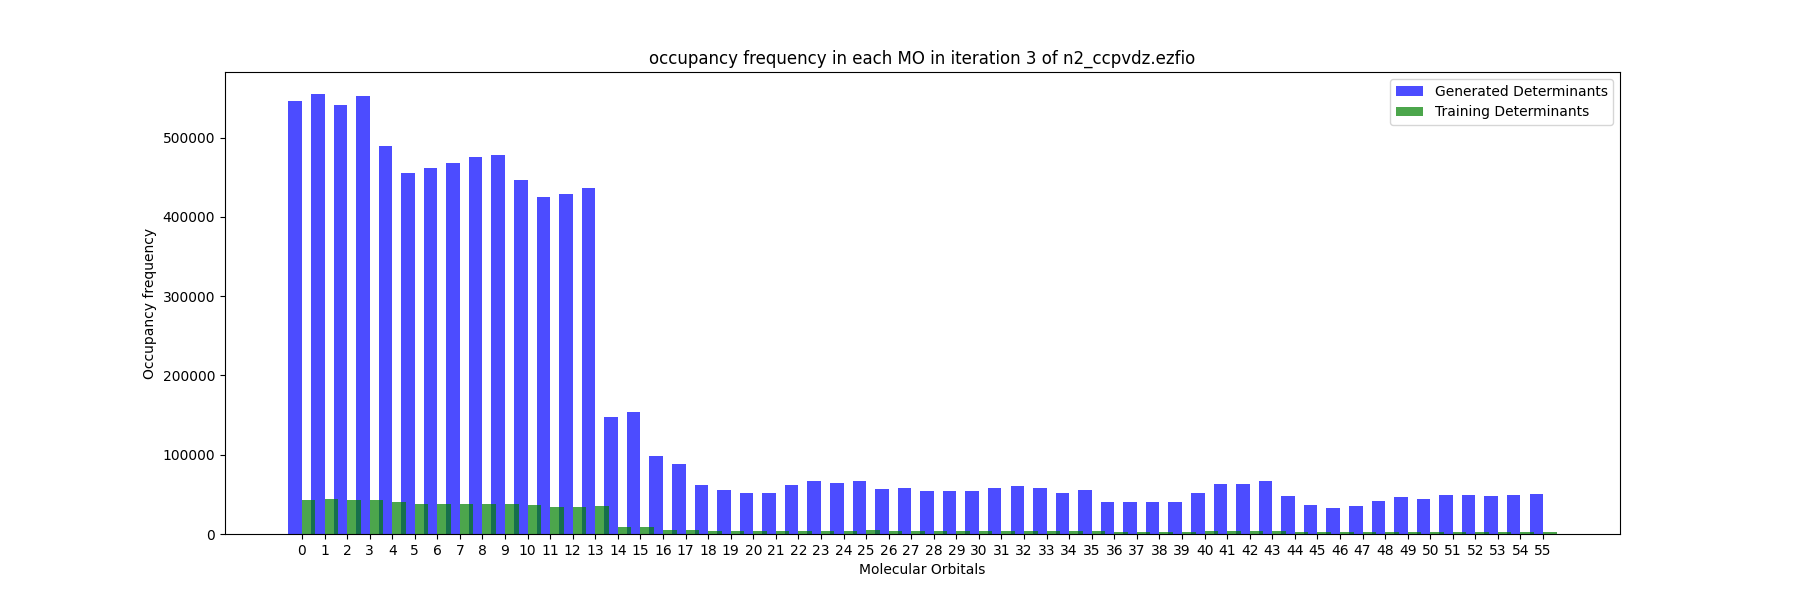 occupancy frequency in each MO in iteration 3 of n2_ccpvdz.ezfio
Generated Determinants
Training Determinants
500000
400000
300000
200000
100000
0
Occupancy frequency
0 1 2 3 4 5 6 7 8 9 10 11 12 13 14 15 16 17 18 19 20 21 22 23 24 25 26 27 28 29 30 31 32 33 34 35 36 37 38 39 40 41 42 43 44 45 46 47 48 49 50 51 52 53 54 55
Molecular Orbitals